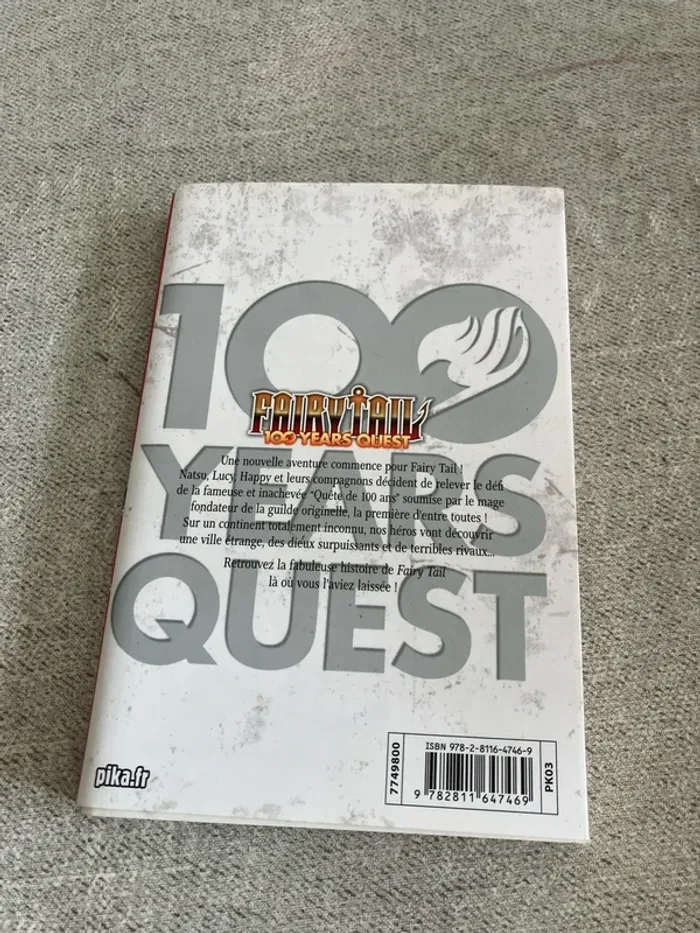 100
YEARS
QUEST
FAIRY TAIL
100 YEARS QUEST
Une nouvelle aventure commence pour Fairy Tail !
Natsu, Lucy, Happy et leurs compagnons décident de relever le défi
de la fameuse et inachevée "Quête de 100 ans" soumise par le mage
fondateur de la guilde originelle, la première d'entre toutes !
Sur un continent totalement inconnu, nos héros vont découvrir
une ville étrange, des dieux surpuissants et de terribles rivaux...
Retrouvez la fabuleuse histoire de Fairy Tail
là où vous l'aviez laissée !
pika.fr
7749800
ISBN 978-2-8116-4746-9
9 782811 647469
PK03